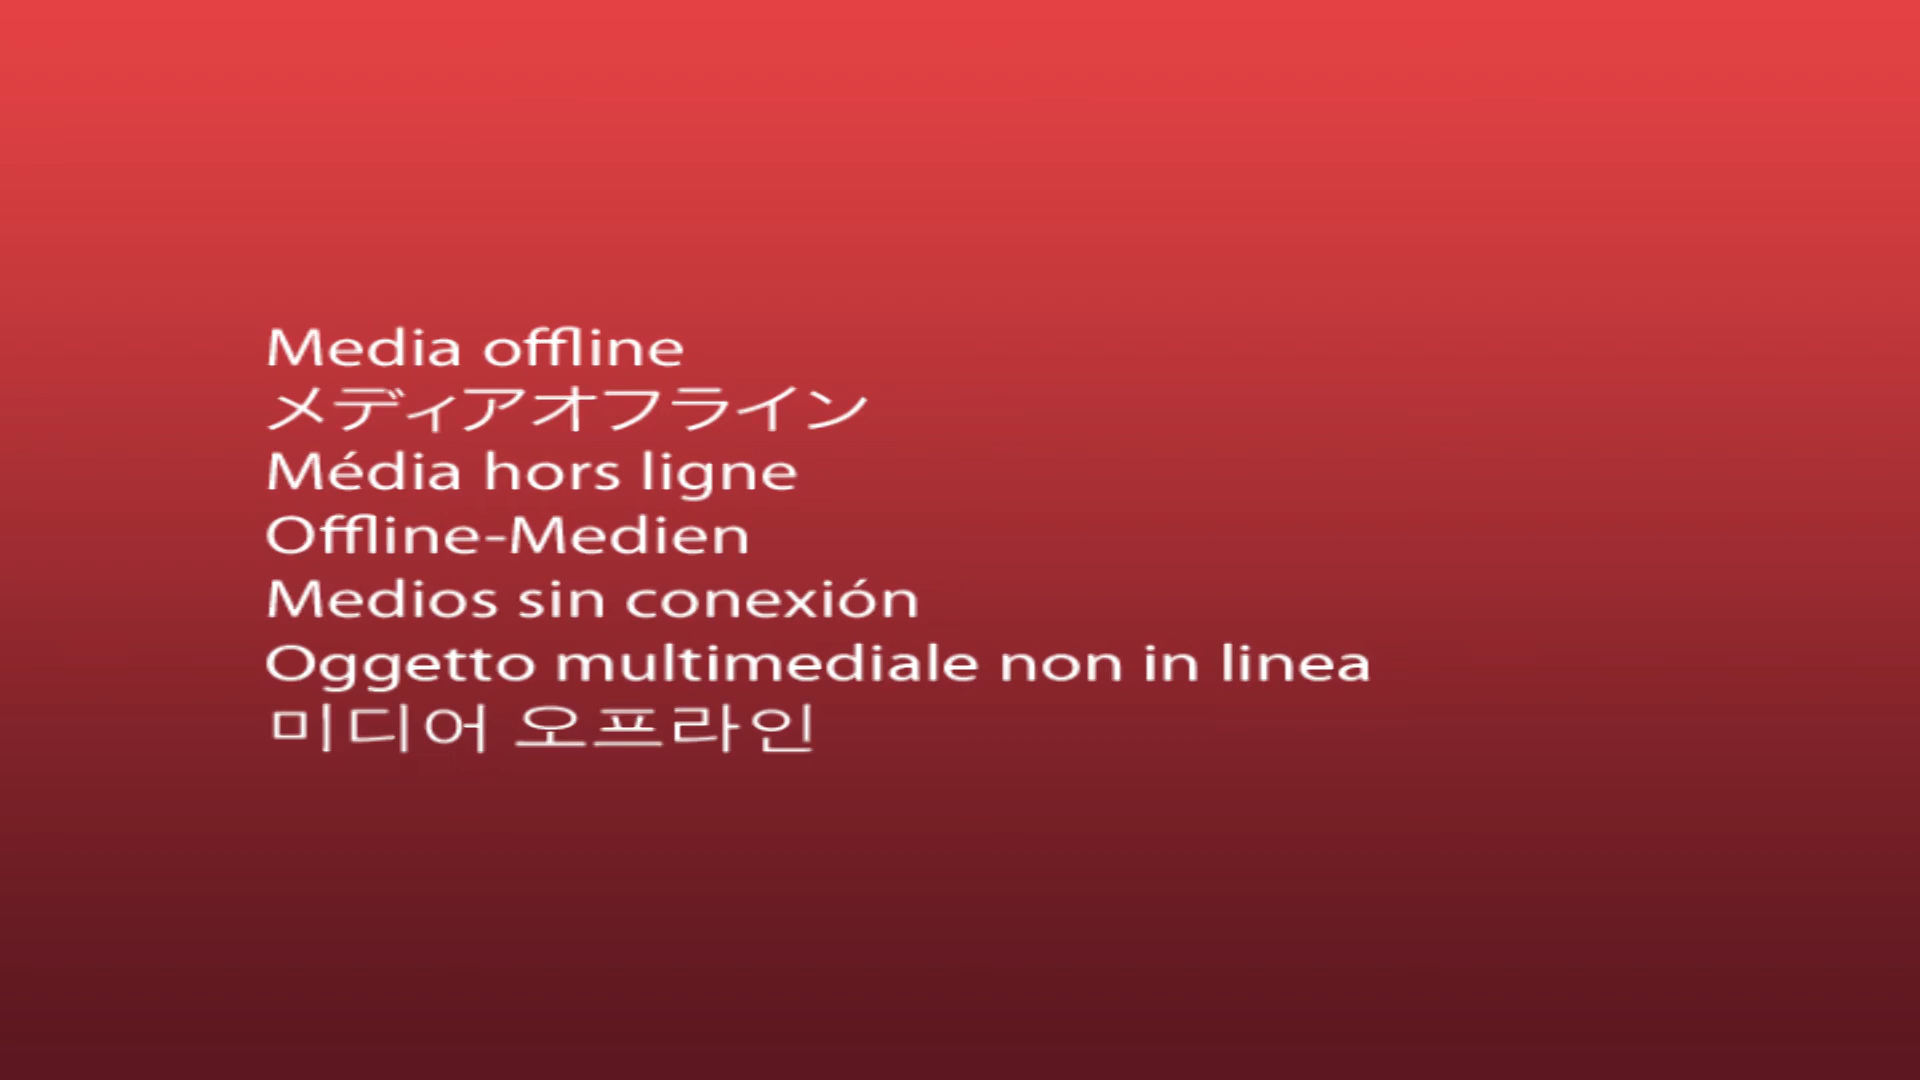 Media offline
メディアオフライン
Média hors ligne
Offline-Medien
Medios sin conexión
Oggetto multimediale non in linea
미디어 오프라인